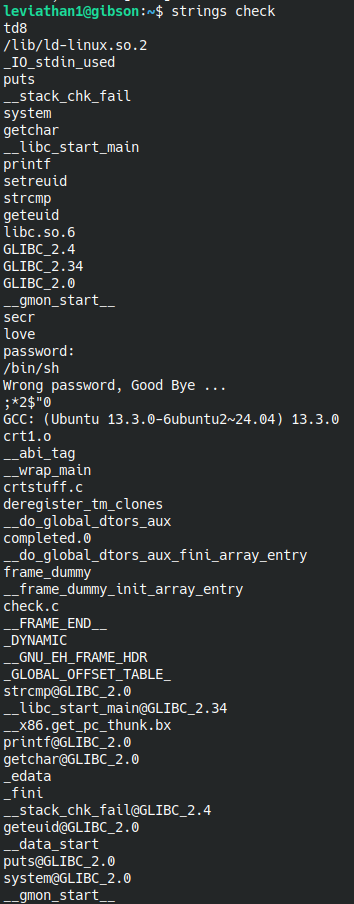 leviathan1@gibson:~$ strings check
td8
/lib/ld-linux.so.2
_IO_stdin_used
puts
__stack_chk_fail
system
getchar
__libc_start_main
printf
setreuid
strcmp
geteuid
libc.so.6
GLIBC_2.4
GLIBC_2.34
GLIBC_2.0
__gmon_start__
secr
love
password:
/bin/sh
Wrong password, Good Bye ...
;*2$"0
GCC: (Ubuntu 13.3.0-6ubuntu2~24.04) 13.3.0
crt1.o
__abi_tag
__wrap_main
crtstuff.c
deregister_tm_clones
__do_global_dtors_aux
completed.0
__do_global_dtors_aux_fini_array_entry
frame_dummy
__frame_dummy_init_array_entry
check.c
__FRAME_END__
_DYNAMIC
__GNU_EH_FRAME_HDR
_GLOBAL_OFFSET_TABLE_
strcmp@GLIBC_2.0
__libc_start_main@GLIBC_2.34
__x86.get_pc_thunk.bx
printf@GLIBC_2.0
getchar@GLIBC_2.0
_edata
_fini
__stack_chk_fail@GLIBC_2.4
geteuid@GLIBC_2.0
__data_start
puts@GLIBC_2.0
system@GLIBC_2.0
__gmon_start__